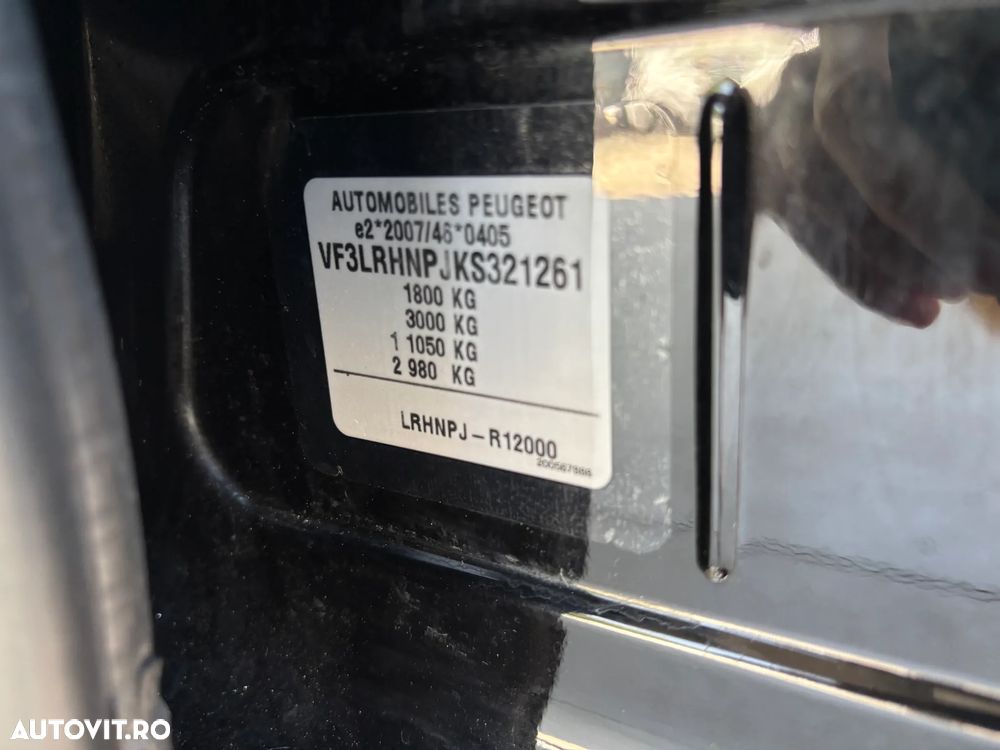 AUTOMOBILES PEUGEOT
e2*2007/46*0405
VF3LRHNPJKS321261
1800 KG
3000 KG
1 1050 KG
2 980 KG
LRHNPJ-R12000
AUTOVIT.RO